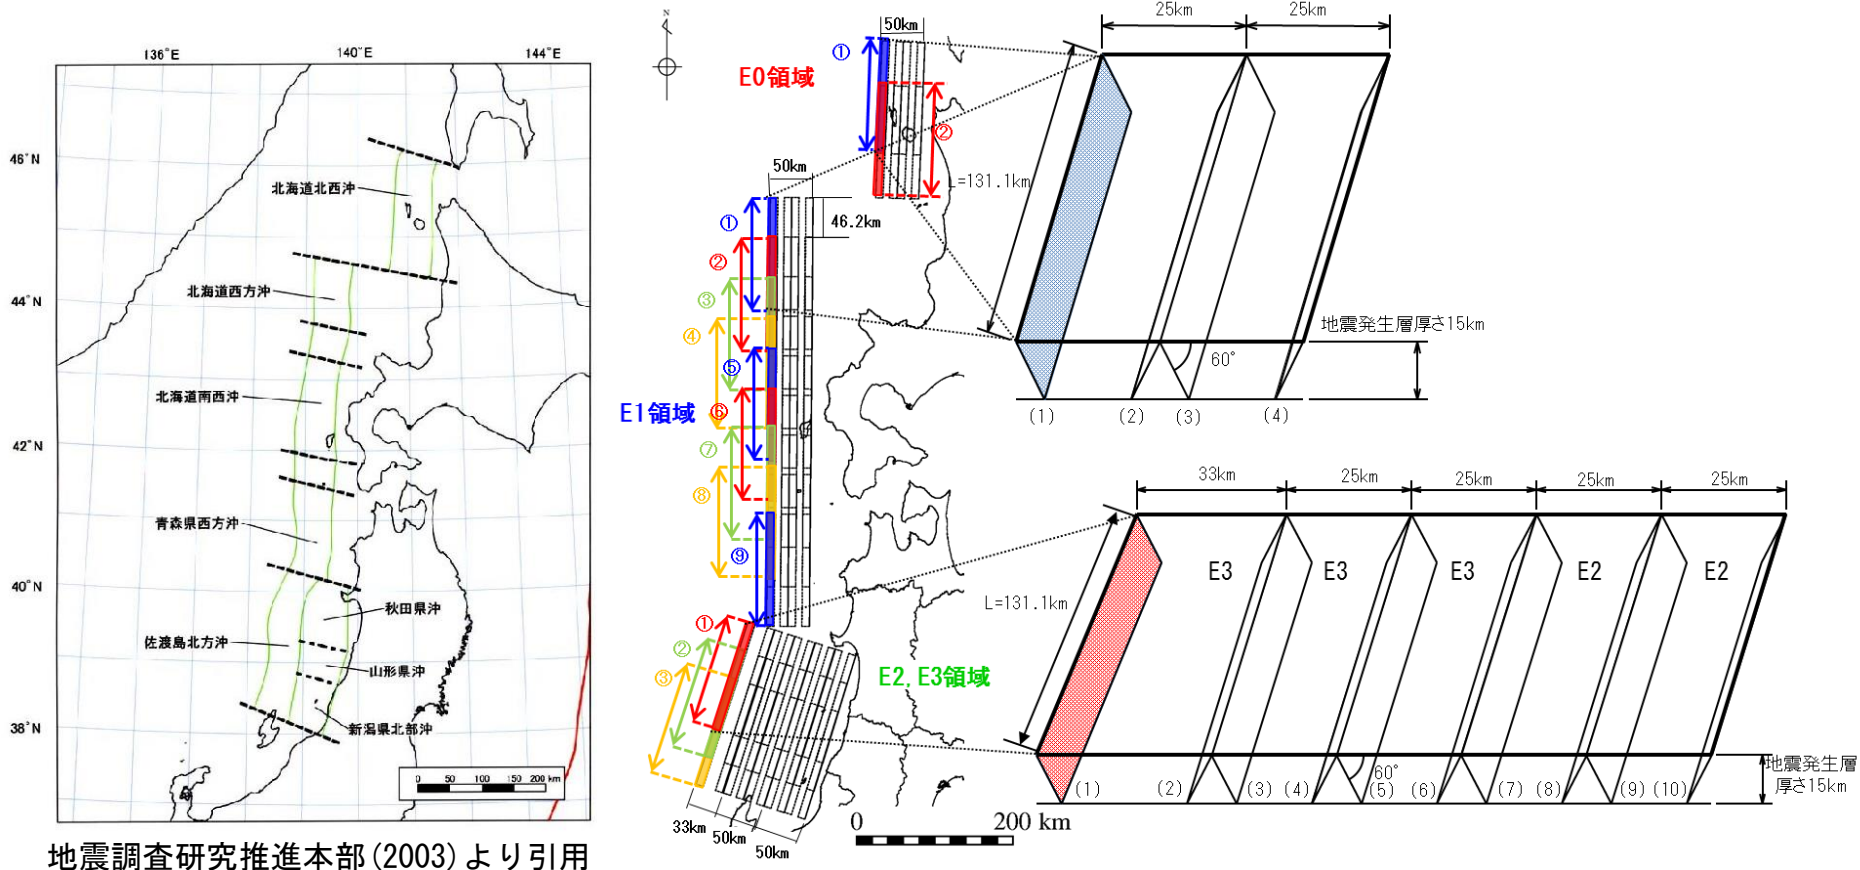 136°E
140°E
144°E
46°N
44°N
42°N
40°N
38°N
北海道北西沖
北海道西方沖
北海道南西沖
青森県西方沖
秋田県沖
佐渡島北方沖
山形県沖
新潟県北部沖
0 50 100 150 200 km
地震調査研究推進本部(2003)より引用
N
50km
①
E0領域
②
50km
46.2km
①
②
③
④
⑤
E1領域
⑥
⑦
⑧
⑨
①
②
③
E2,E3領域
33km
50km
50km
0 200 km
25km 25km
L=131.1km
地震発生層厚さ15km
60°
(1) (2) (3) (4)
33km 25km 25km 25km 25km
E3 E3 E3 E2 E2
L=131.1km
60°
地震発生層
厚さ15km
(1) (2) (3) (4) (5) (6) (7) (8) (9) (10)